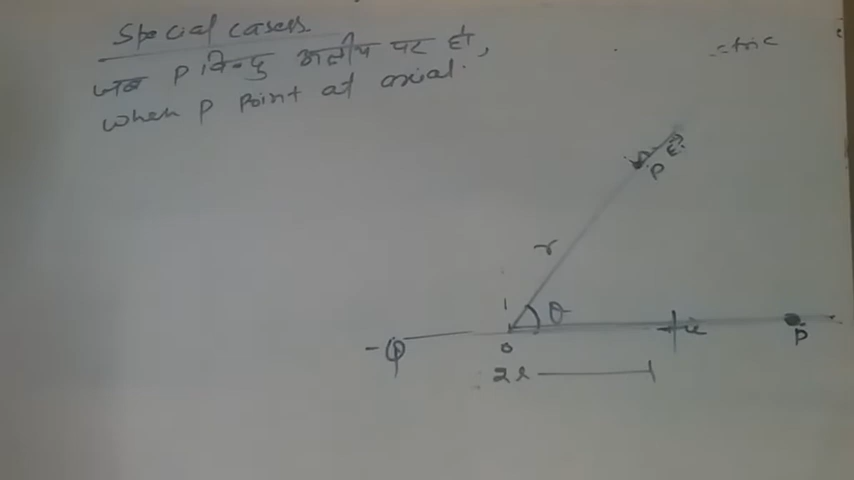 Special cases.
जब P बिन्दु अक्षीय पर हो,
when P point at axial.
P
r
θ
P
o
2l